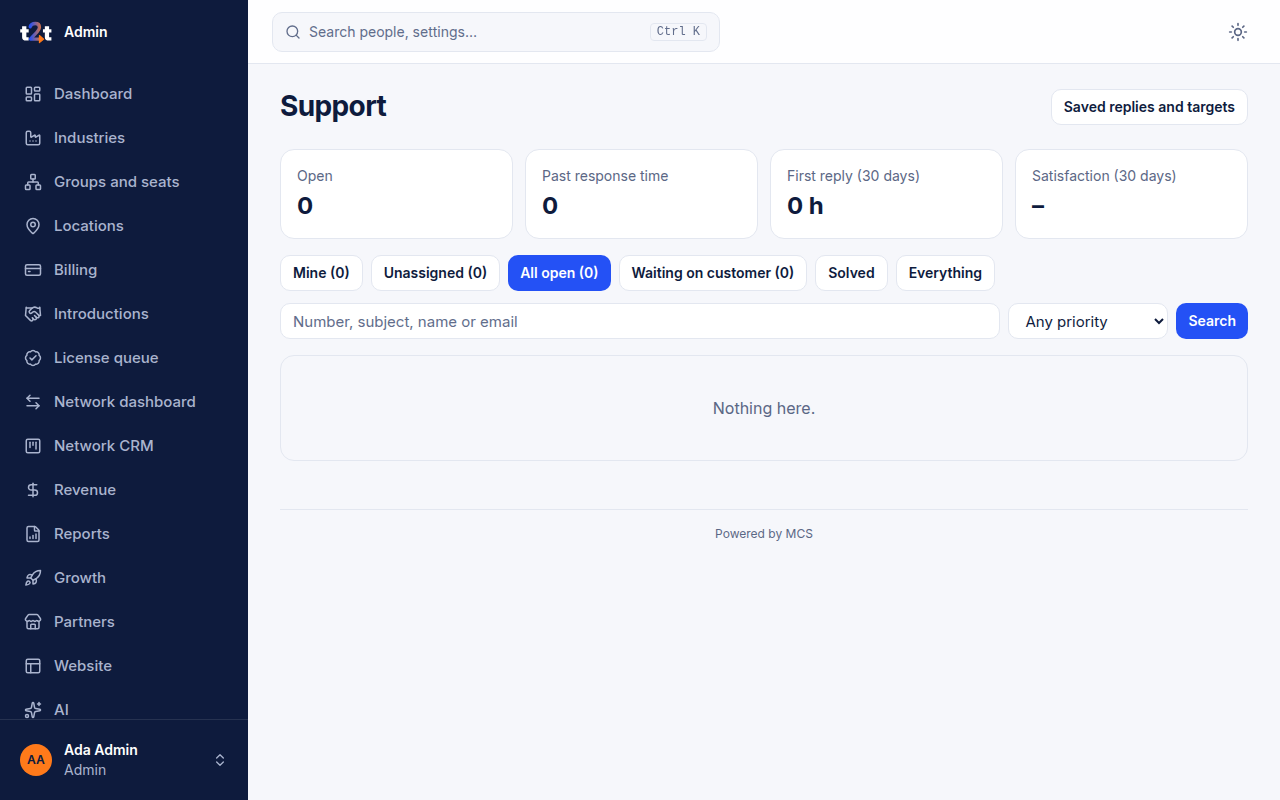 t2t Admin
Search people, settings...
Ctrl K
Dashboard
Industries
Groups and seats
Locations
Billing
Introductions
License queue
Network dashboard
Network CRM
Revenue
Reports
Growth
Partners
Website
AI
AA
Ada Admin
Admin
Support
Saved replies and targets
Open
0
Past response time
0
First reply (30 days)
0 h
Satisfaction (30 days)
–
Mine (0)
Unassigned (0)
All open (0)
Waiting on customer (0)
Solved
Everything
Number, subject, name or email
Any priority
Search
Nothing here.
Powered by MCS